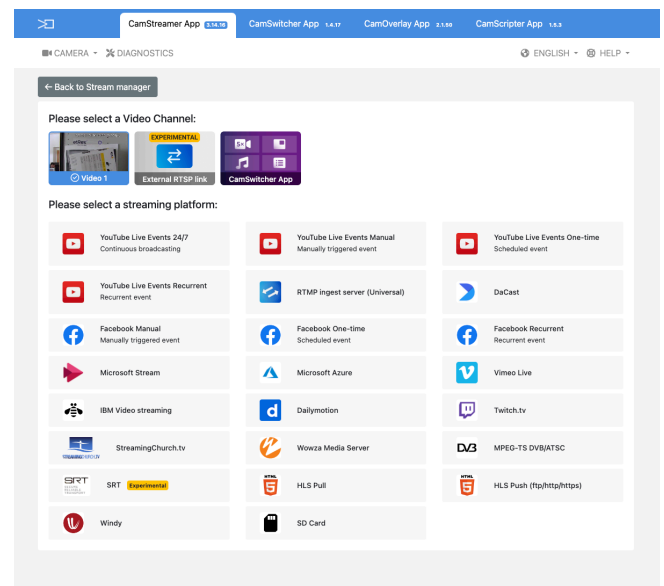 CamStreamer App 3.14.16
CamSwitcher App 1.4.17
CamOverlay App 3.1.50
CamScripter App 1.5.3
CAMERA
DIAGNOSTICS
ENGLISH
HELP
← Back to Stream manager
Please select a Video Channel:
Video 1
EXPERIMENTAL
External RTSP link
CamSwitcher App
Please select a streaming platform:
YouTube Live Events 24/7
Continuous broadcasting
YouTube Live Events Manual
Manually triggered event
YouTube Live Events One-time
Scheduled event
YouTube Live Events Recurrent
Recurrent event
RTMP ingest server (Universal)
DaCast
Facebook Manual
Manually triggered event
Facebook One-time
Scheduled event
Facebook Recurrent
Recurrent event
Microsoft Stream
Microsoft Azure
Vimeo Live
IBM Video streaming
Dailymotion
Twitch.tv
StreamingChurch.tv
Wowza Media Server
DVB
MPEG-TS DVB/ATSC
SRT
SRT Experimental
HTML
5
HLS Pull
HTML
5
HLS Push (ftp/http/https)
Windy
SD Card